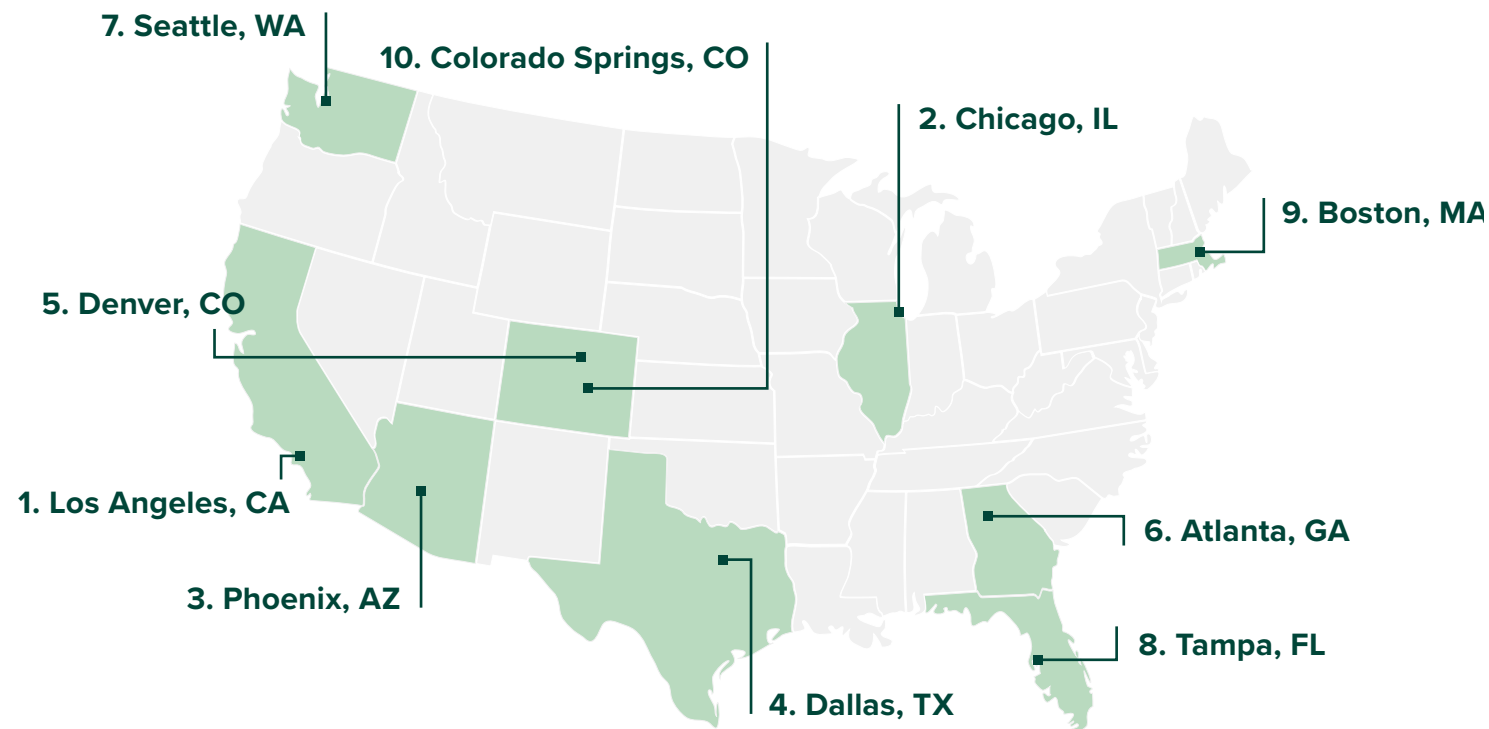 7. Seattle, WA
10. Colorado Springs, CO
2. Chicago, IL
9. Boston, MA
5. Denver, CO
1. Los Angeles, CA
6. Atlanta, GA
3. Phoenix, AZ
8. Tampa, FL
4. Dallas, TX